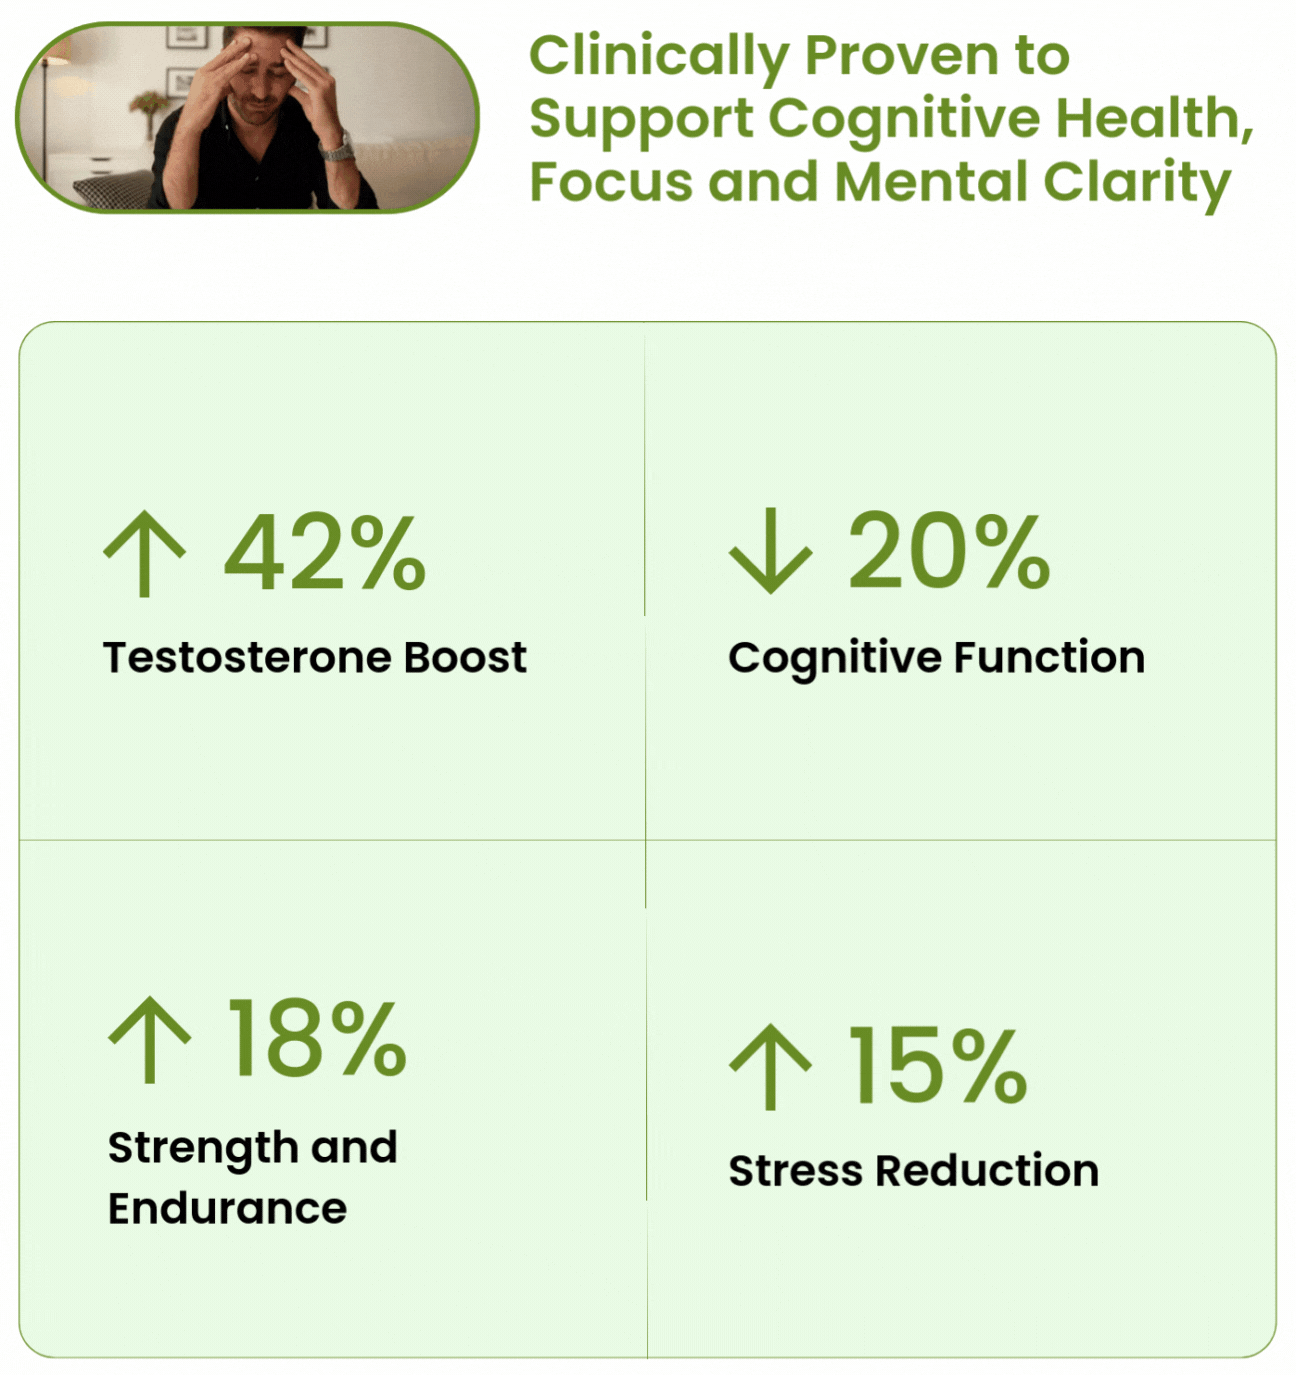 Clinically Proven to
Support Cognitive Health,
Focus and Mental Clarity
↑ 42%
Testosterone Boost
↓ 20%
Cognitive Function
↑ 18%
Strength and
Endurance
↑ 15%
Stress Reduction